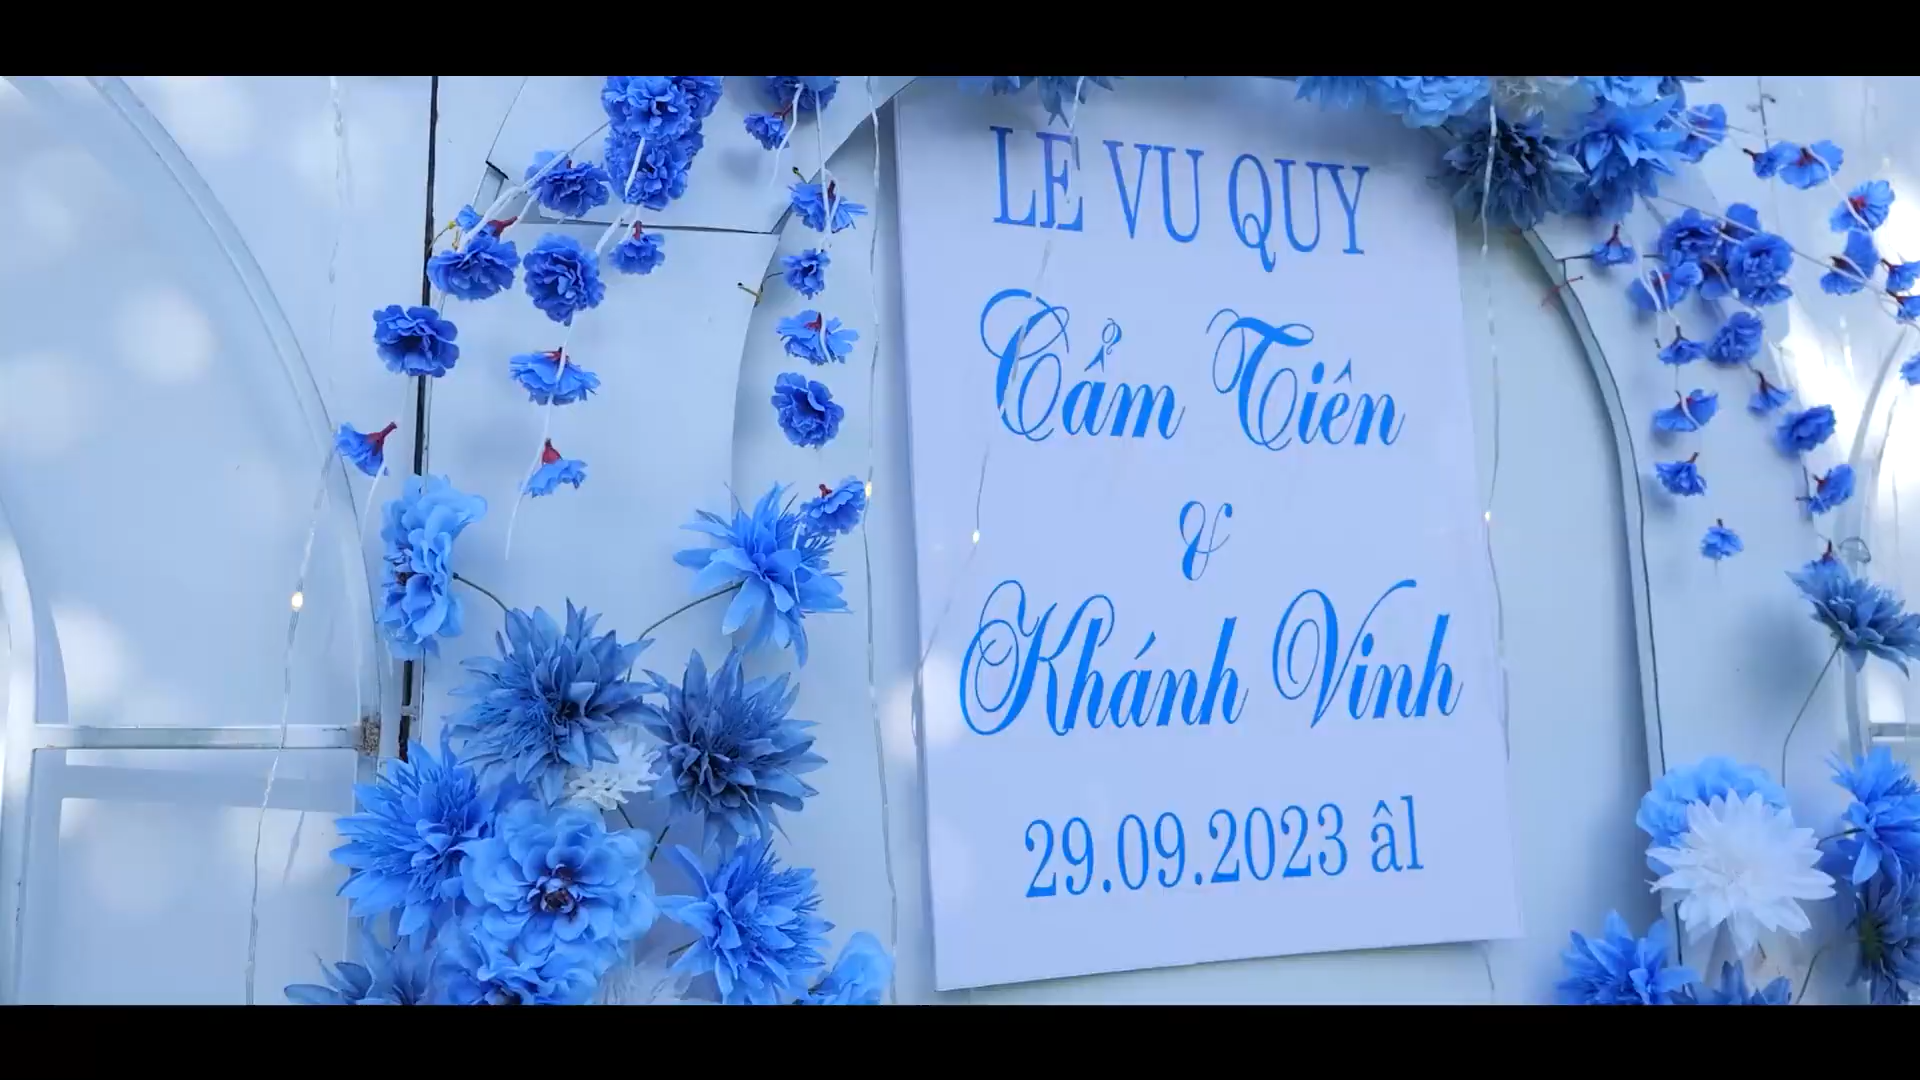 LỄ VU QUY
Cẩm Tiên
&
Khánh Vinh
29.09.2023 âl